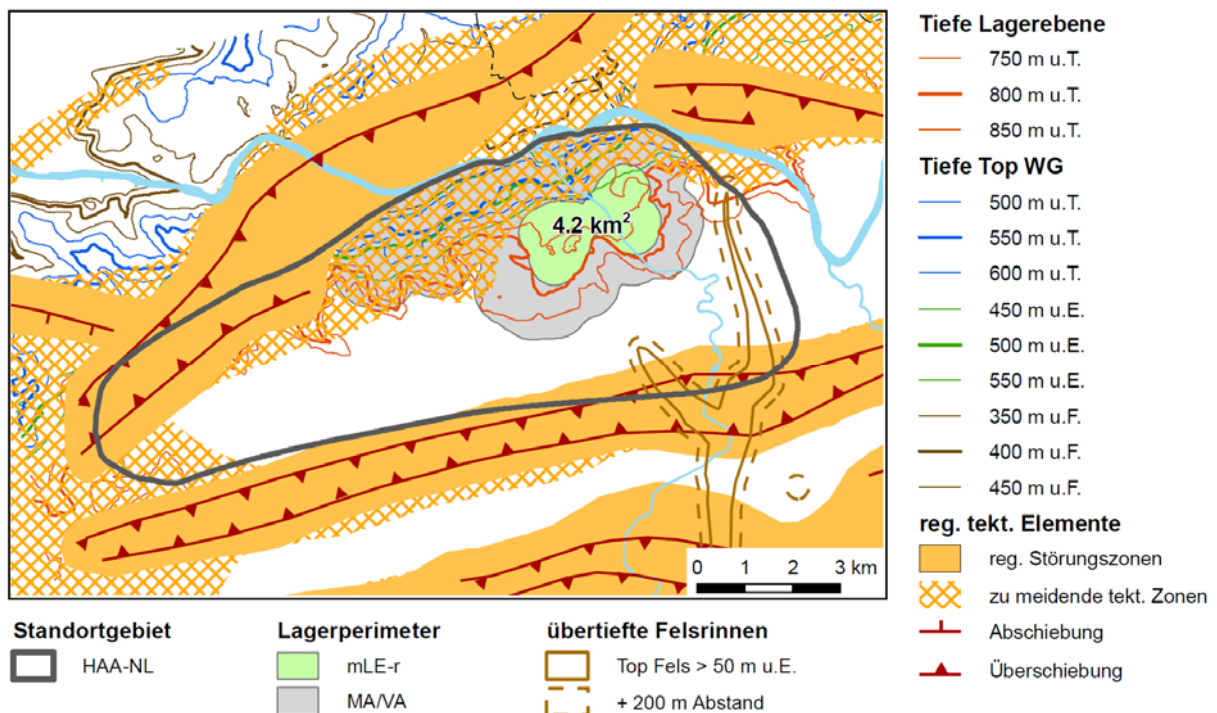 4.2 km²
0 1 2 3 km
Tiefe Lagerebene
750 m u.T.
800 m u.T.
850 m u.T.
Tiefe Top WG
500 m u.T.
550 m u.T.
600 m u.T.
450 m u.E.
500 m u.E.
550 m u.E.
350 m u.F.
400 m u.F.
450 m u.F.
reg. tekt. Elemente
reg. Störungszonen
zu meidende tekt. Zonen
Abschiebung
Überschiebung
Standortgebiet
HAA-NL
Lagerperimeter
mLE-r
MA/VA
übertiefte Felsrinnen
Top Fels > 50 m u.E.
+ 200 m Abstand